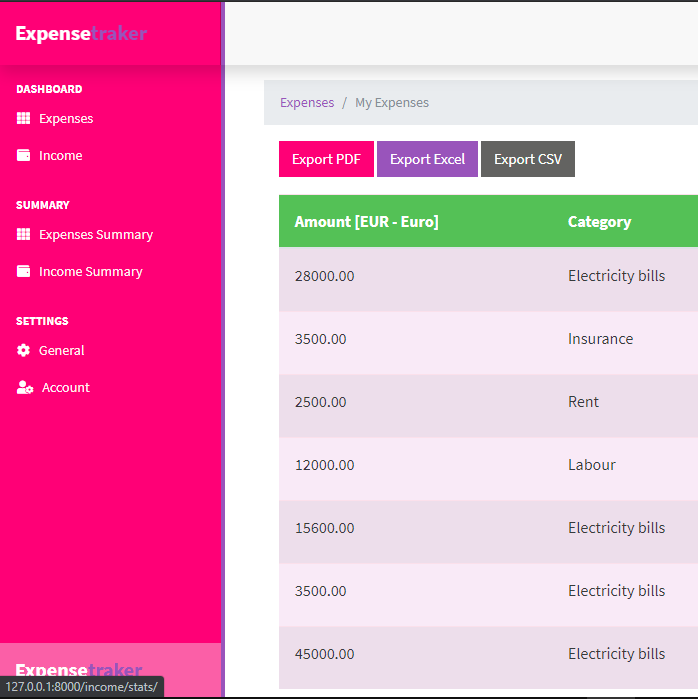 Expensetraker
DASHBOARD
Expenses
Income
SUMMARY
Expenses Summary
Income Summary
SETTINGS
General
Account
Expensetraker
127.0.0.1:8000/income/stats/
Expenses / My Expenses
Export PDF Export Excel Export CSV
Amount [EUR - Euro] Category
28000.00 Electricity bills
3500.00 Insurance
2500.00 Rent
12000.00 Labour
15600.00 Electricity bills
3500.00 Electricity bills
45000.00 Electricity bills